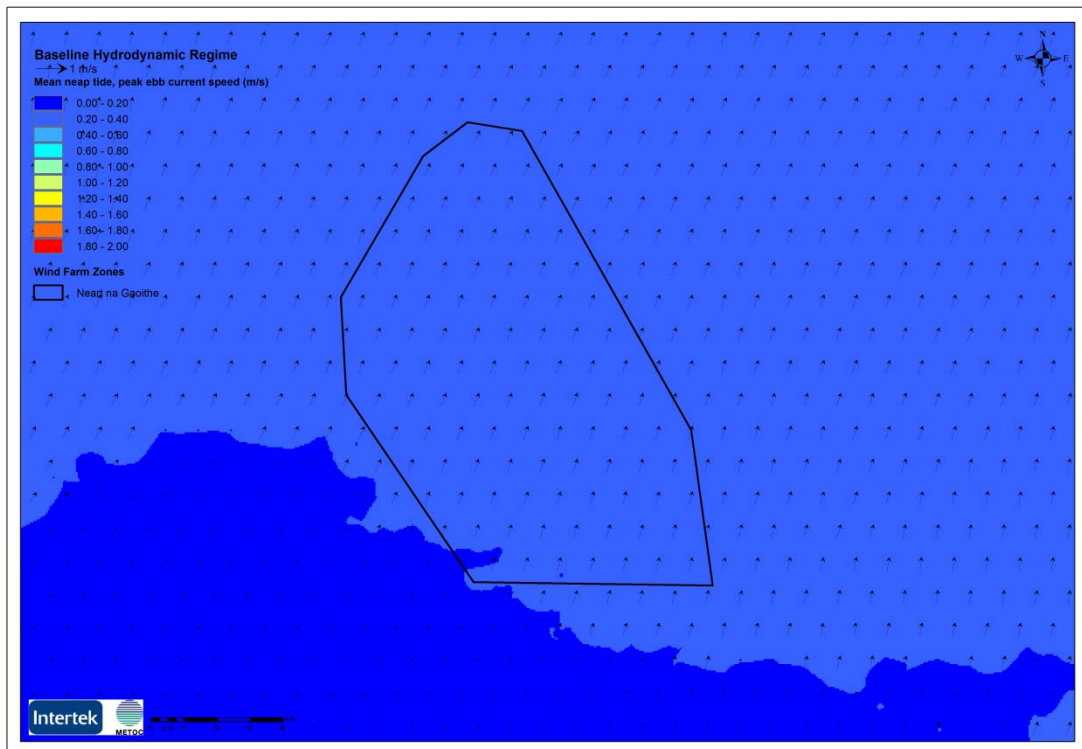 Baseline Hydrodynamic Regime
1 m/s
Mean neap tide, peak ebb current speed (m/s)
0.00 - 0.20
0.20 - 0.40
0.40 - 0.60
0.60 - 0.80
0.80 - 1.00
1.00 - 1.20
1.20 - 1.40
1.40 - 1.60
1.60 - 1.80
1.80 - 2.00
Wind Farm Zones
Neart na Gaoithe
N
W E
S
Intertek
METOC